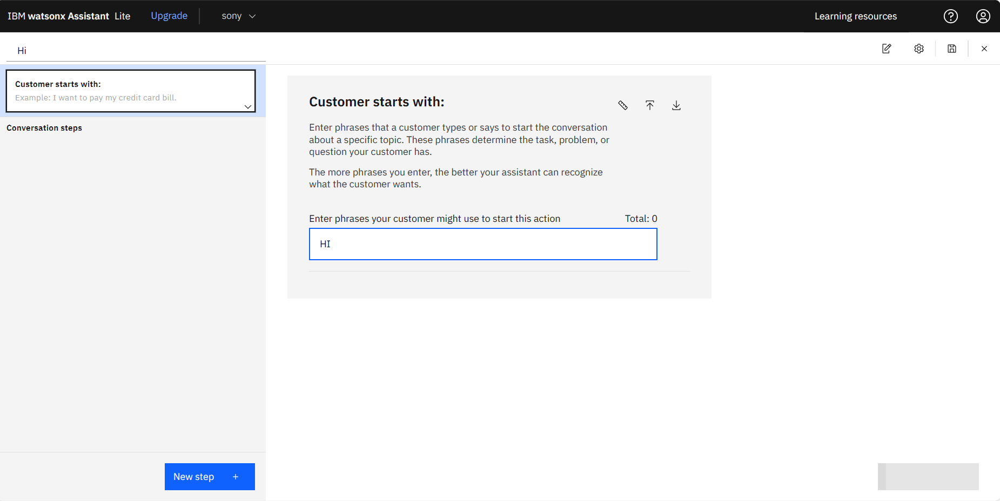 IBM watsonx Assistant Lite Upgrade sony Learning resources
Hi
Customer starts with:
Example: I want to pay my credit card bill.
Conversation steps
New step
Customer starts with:
Enter phrases that a customer types or says to start the conversation
about a specific topic. These phrases determine the task, problem, or
question your customer has.
The more phrases you enter, the better your assistant can recognize
what the customer wants.
Enter phrases your customer might use to start this action Total: 0
HI